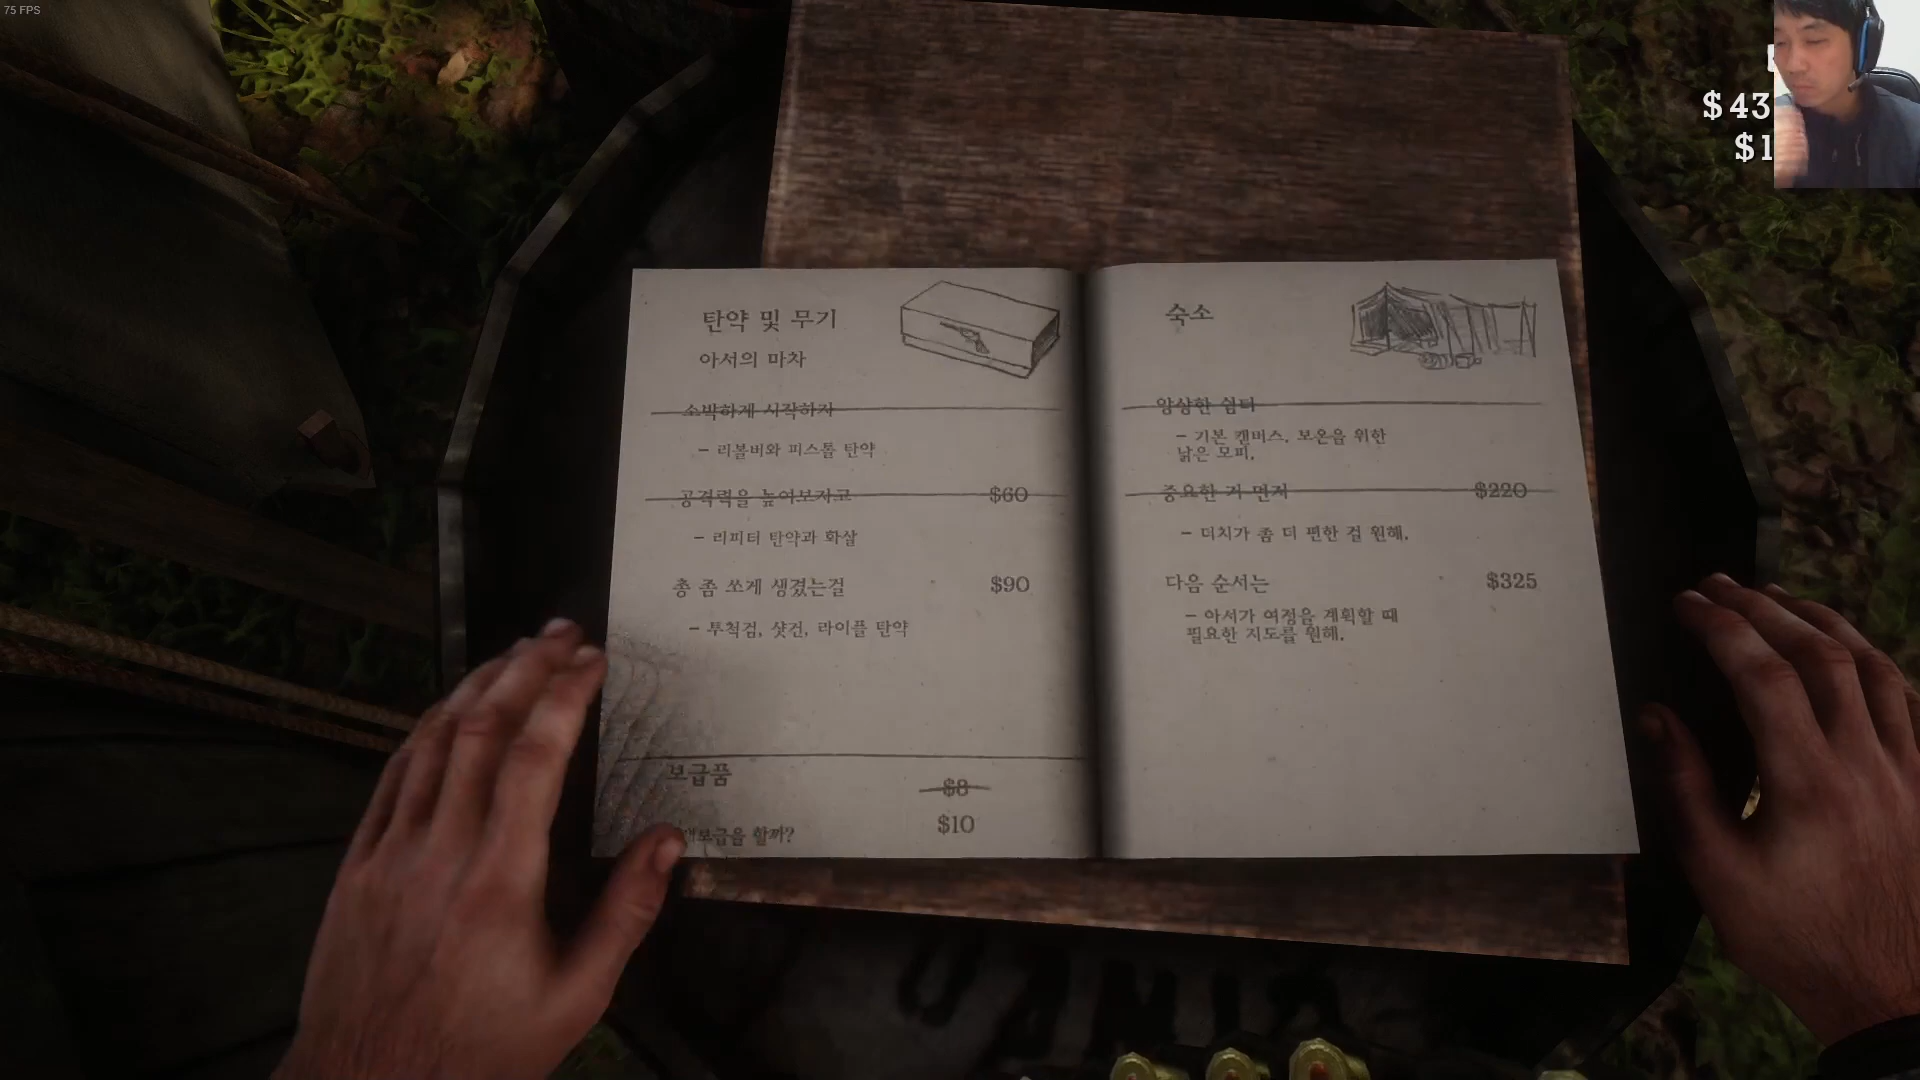 75 FPS
$43
$1
탄약 및 무기
아서의 마차
소박하게 시작하자
- 리볼버와 피스톨 탄약
공격력을 높여보자고 $60
- 리피터 탄약과 화살
총 좀 쏘게 생겼는걸 $90
- 투척검, 샷건, 라이플 탄약
보급품 $8
보급을 할까? $10
숙소
앙상한 쉼터
- 기본 캔버스, 보온을 위한
낡은 모피.
중요한 거 먼저 $220
- 더치가 좀 더 편한 걸 원해.
다음 순서는 $325
- 아서가 여정을 계획할 때
필요한 지도를 원해.